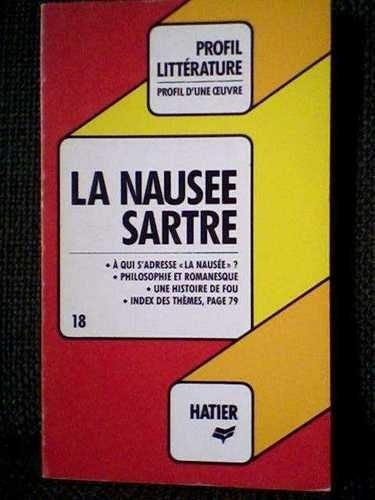 PROFIL
LITTÉRATURE
PROFIL D'UNE ŒUVRE
LA NAUSEE
SARTRE
• À QUI S'ADRESSE «LA NAUSÉE» ?
• PHILOSOPHIE ET ROMANESQUE
• UNE HISTOIRE DE FOU
• INDEX DES THÈMES, PAGE 79
18
HATIER